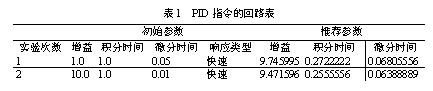 表1 PID 指令的回路表
初始参数 推荐参数
实验次数 增益 积分时间 微分时间 响应类型 增益 积分时间 微分时间
1 1.0 1.0 0.05 快速 9.745995 0.2722222 0.06805556
2 10.0 1.0 0.01 快速 9.471596 0.2555556 0.06388889